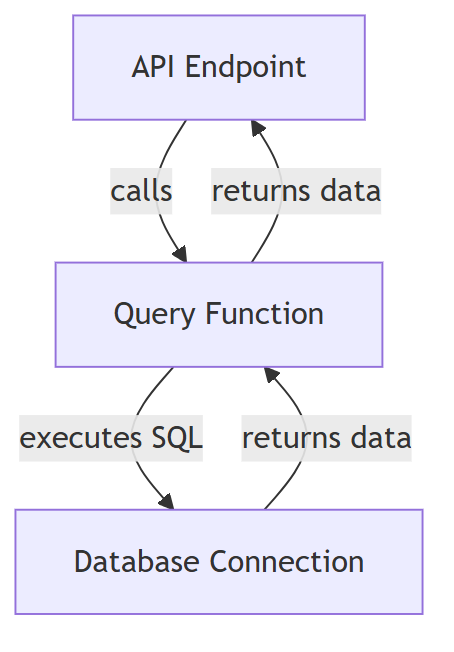 API Endpoint
calls
returns data
Query Function
executes SQL
returns data
Database Connection